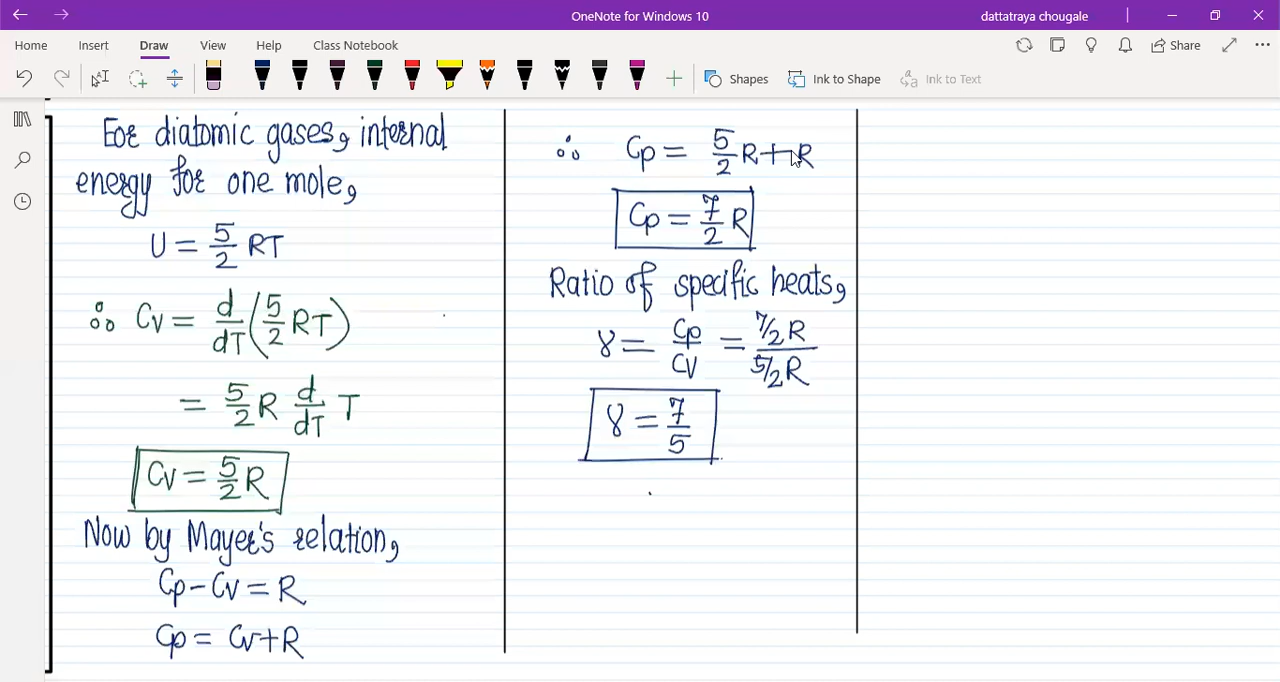 OneNote for Windows 10
dattatraya chougale
Home Insert Draw View Help Class Notebook
Share
Shapes Ink to Shape Ink to Text
For diatomic gases, internal
energy for one mole,
U = 5/2 RT
∴ Cv = d/dT (5/2 RT)
= 5/2 R d/dT T
Cv = 5/2 R
Now by Mayer's relation,
Cp - Cv = R
Cp = Cv + R
∴ Cp = 5/2 R + R
Cp = 7/2 R
Ratio of specific heats,
γ = Cp/Cv = 7/2 R / 5/2 R
γ = 7/5